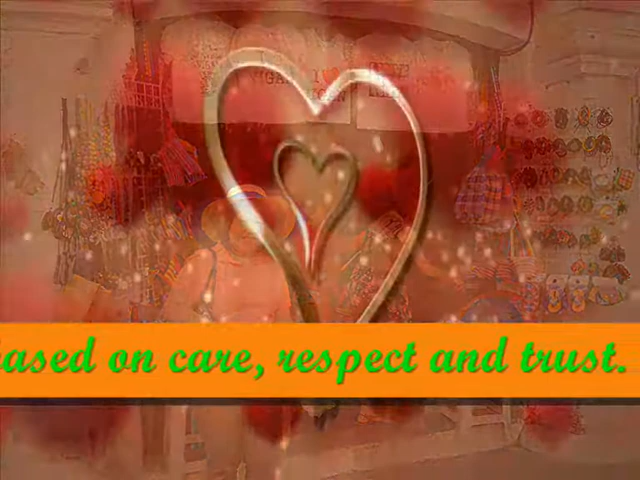 ased on care, respect and trust.